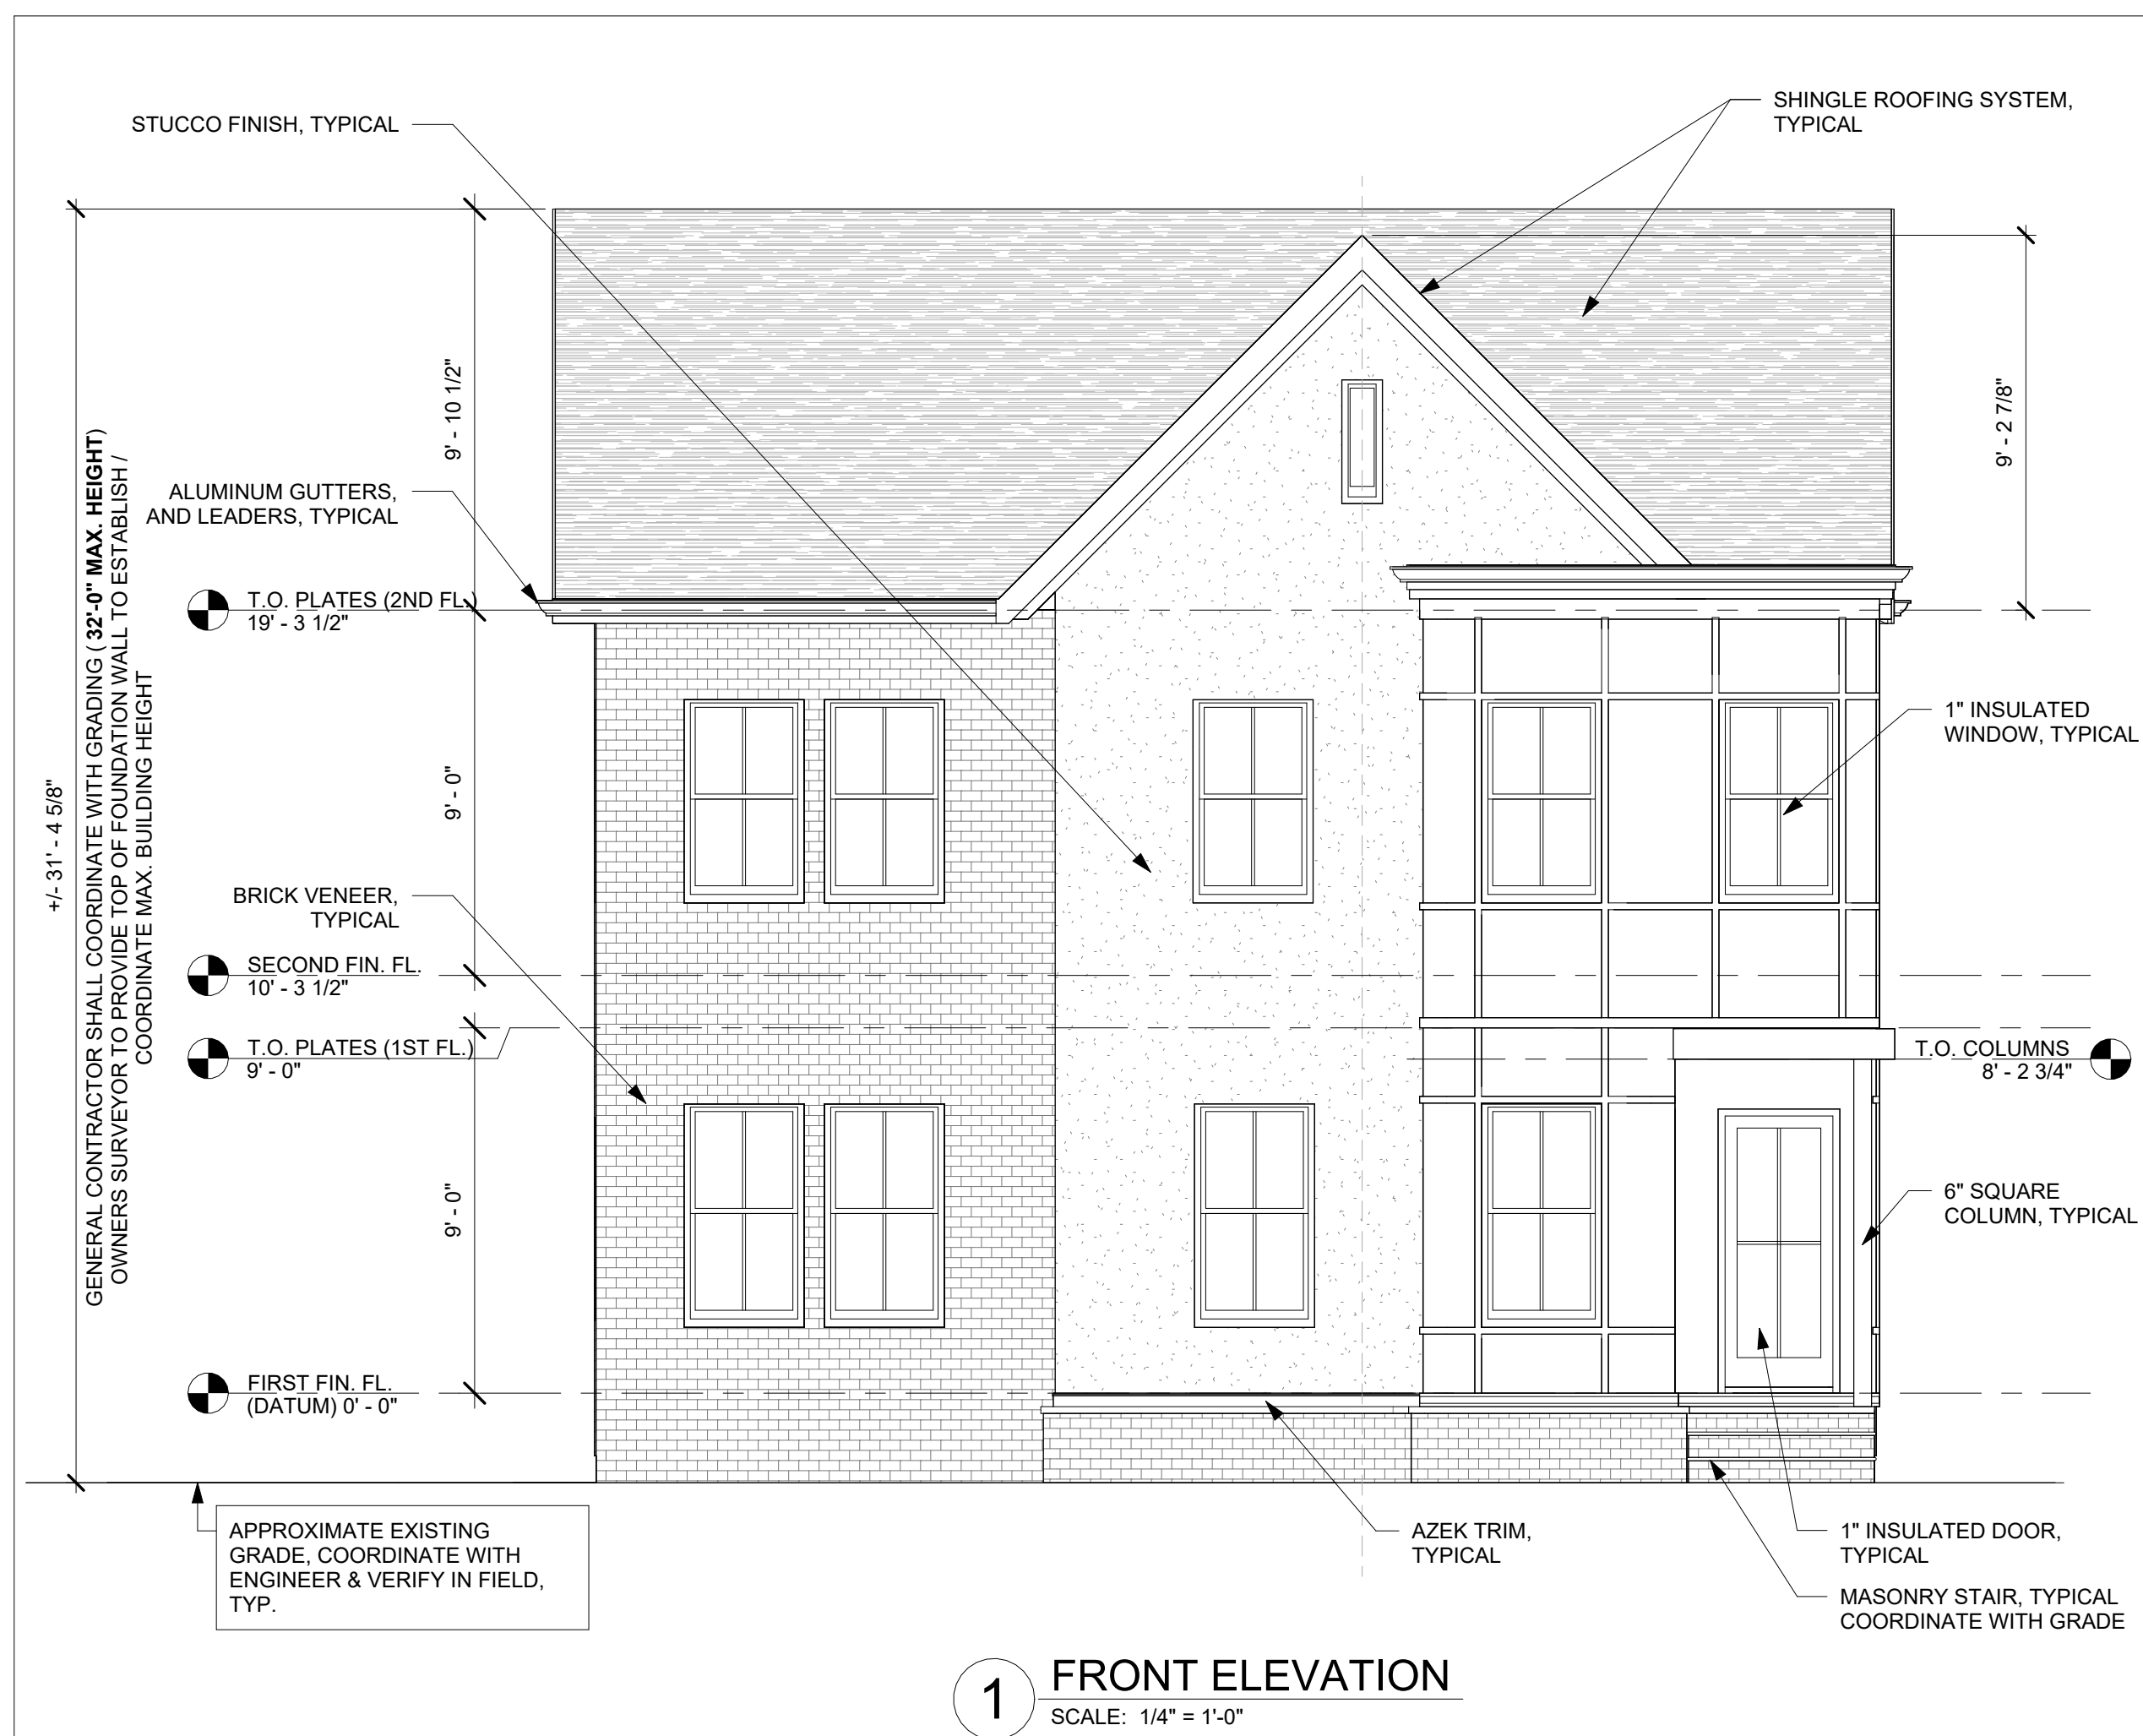 STUCCO FINISH, TYPICAL
SHINGLE ROOFING SYSTEM,
TYPICAL
9' - 10 1/2"
9' - 2 7/8"
ALUMINUM GUTTERS,
AND LEADERS, TYPICAL
T.O. PLATES (2ND FL.)
19' - 3 1/2"
+/- 31' - 4 5/8"
GENERAL CONTRACTOR SHALL COORDINATE WITH GRADING ( 32'-0" MAX. HEIGHT)
OWNERS SURVEYOR TO PROVIDE TOP OF FOUNDATION WALL TO ESTABLISH /
COORDINATE MAX. BUILDING HEIGHT
1" INSULATED
WINDOW, TYPICAL
9' - 0"
BRICK VENEER,
TYPICAL
SECOND FIN. FL.
10' - 3 1/2"
T.O. PLATES (1ST FL.)
9' - 0"
T.O. COLUMNS
8' - 2 3/4"
9' - 0"
6" SQUARE
COLUMN, TYPICAL
FIRST FIN. FL.
(DATUM) 0' - 0"
APPROXIMATE EXISTING
GRADE, COORDINATE WITH
ENGINEER & VERIFY IN FIELD,
TYP.
AZEK TRIM,
TYPICAL
1" INSULATED DOOR,
TYPICAL
MASONRY STAIR, TYPICAL
COORDINATE WITH GRADE
1
FRONT ELEVATION
SCALE: 1/4" = 1'-0"